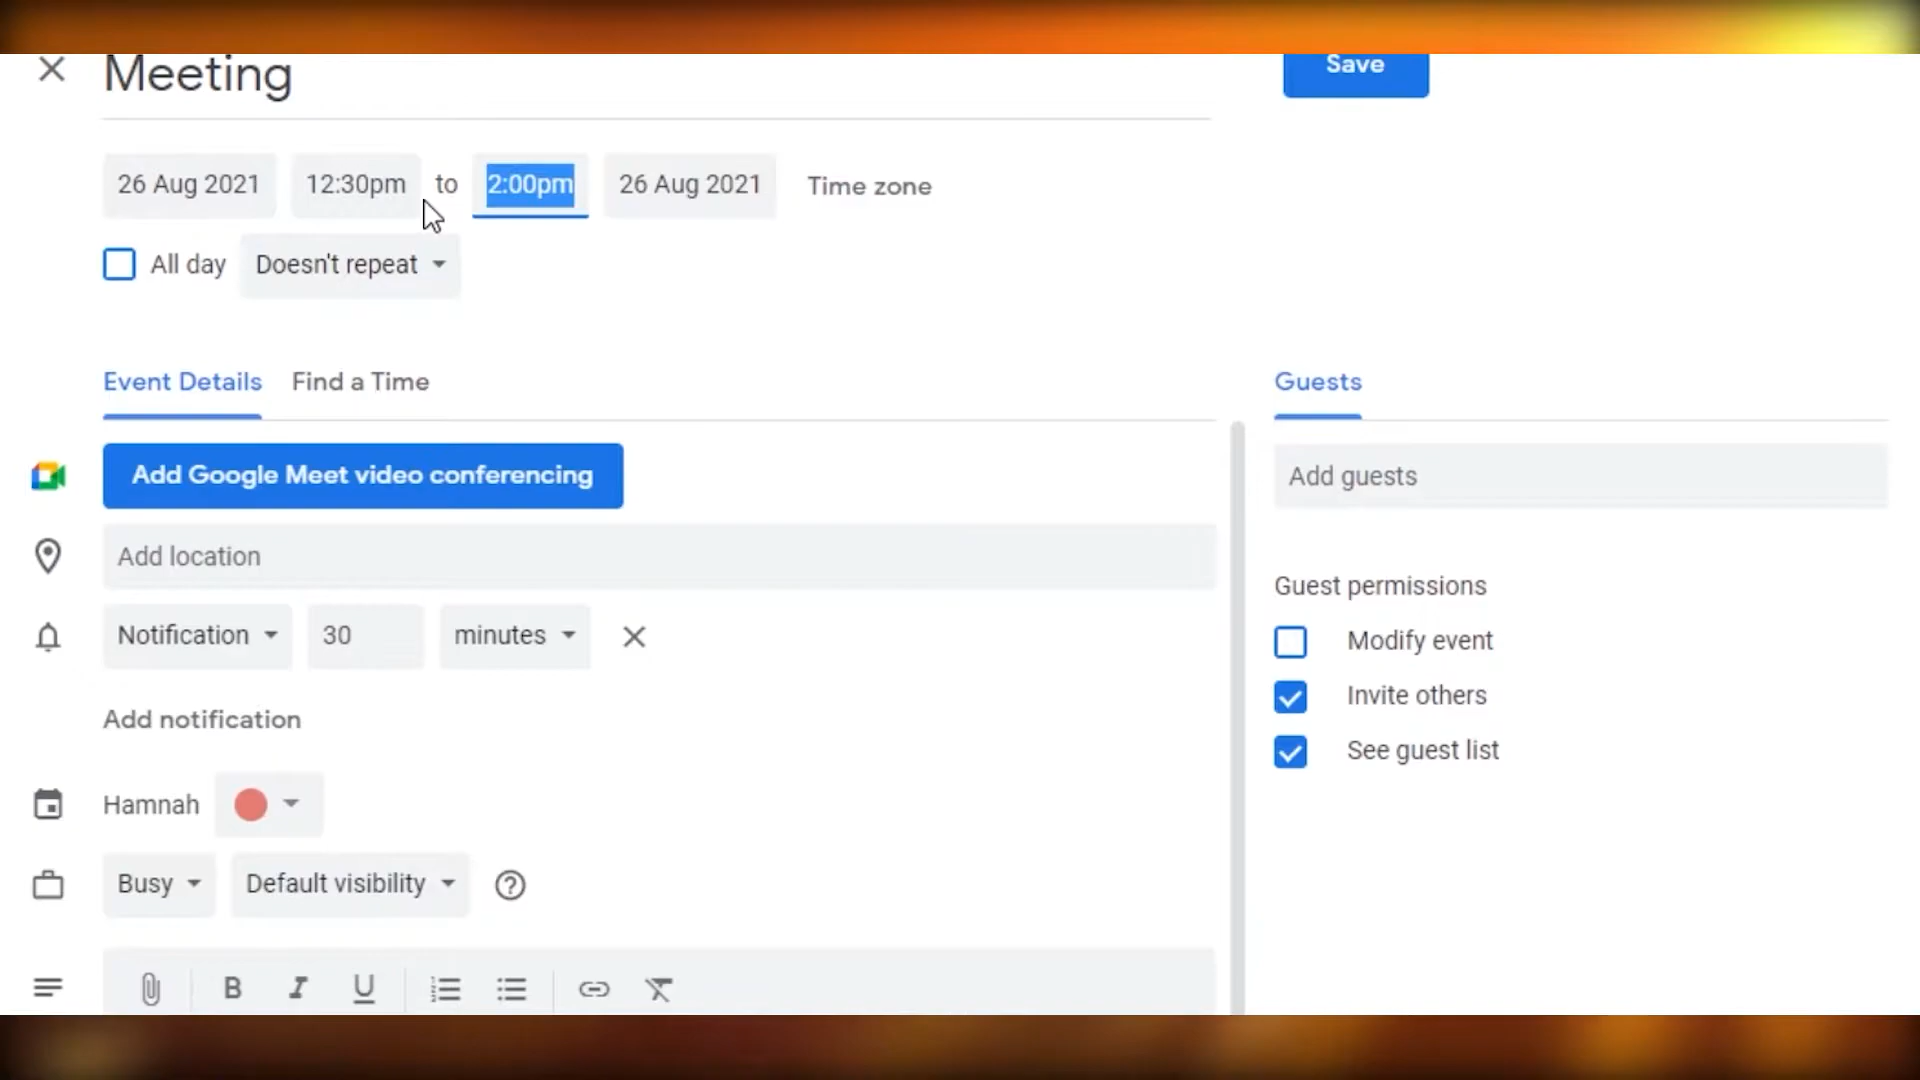 Meeting
Save
26 Aug 2021 12:30pm to 2:00pm 26 Aug 2021 Time zone
All day Doesn't repeat
Event Details Find a Time
Guests
Add Google Meet video conferencing
Add guests
Add location
Guest permissions
Notification 30 minutes
Modify event
Invite others
Add notification
See guest list
Hamnah
Busy Default visibility
B I U